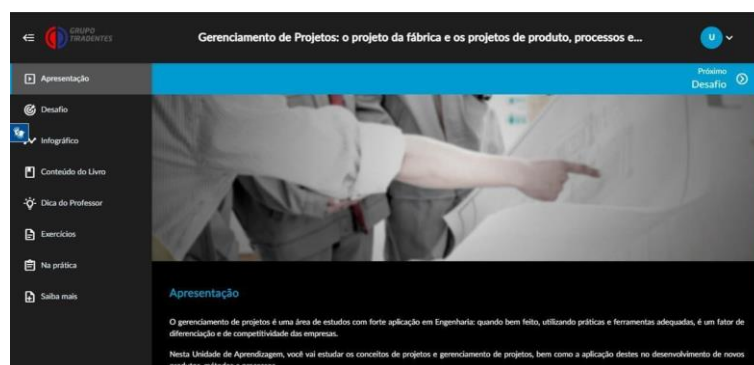 GRUPO
TIRADENTES
Gerenciamento de Projetos: o projeto da fábrica e os projetos de produto, processos e...
U
Próximo
Desafio
Apresentação
Desafio
Infográfico
Conteúdo do Livro
Dica do Professor
Exercícios
Na prática
Saiba mais
Apresentação
O gerenciamento de projetos é uma área de estudos com forte aplicação em Engenharia: quando bem feito, utilizando práticas e ferramentas adequadas, é um fator de
diferenciação e de competitividade das empresas.
Nesta Unidade de Aprendizagem, você vai estudar os conceitos de projetos e gerenciamento de projetos, bem como a aplicação destes no desenvolvimento de novos
produtos, métodos e processos.